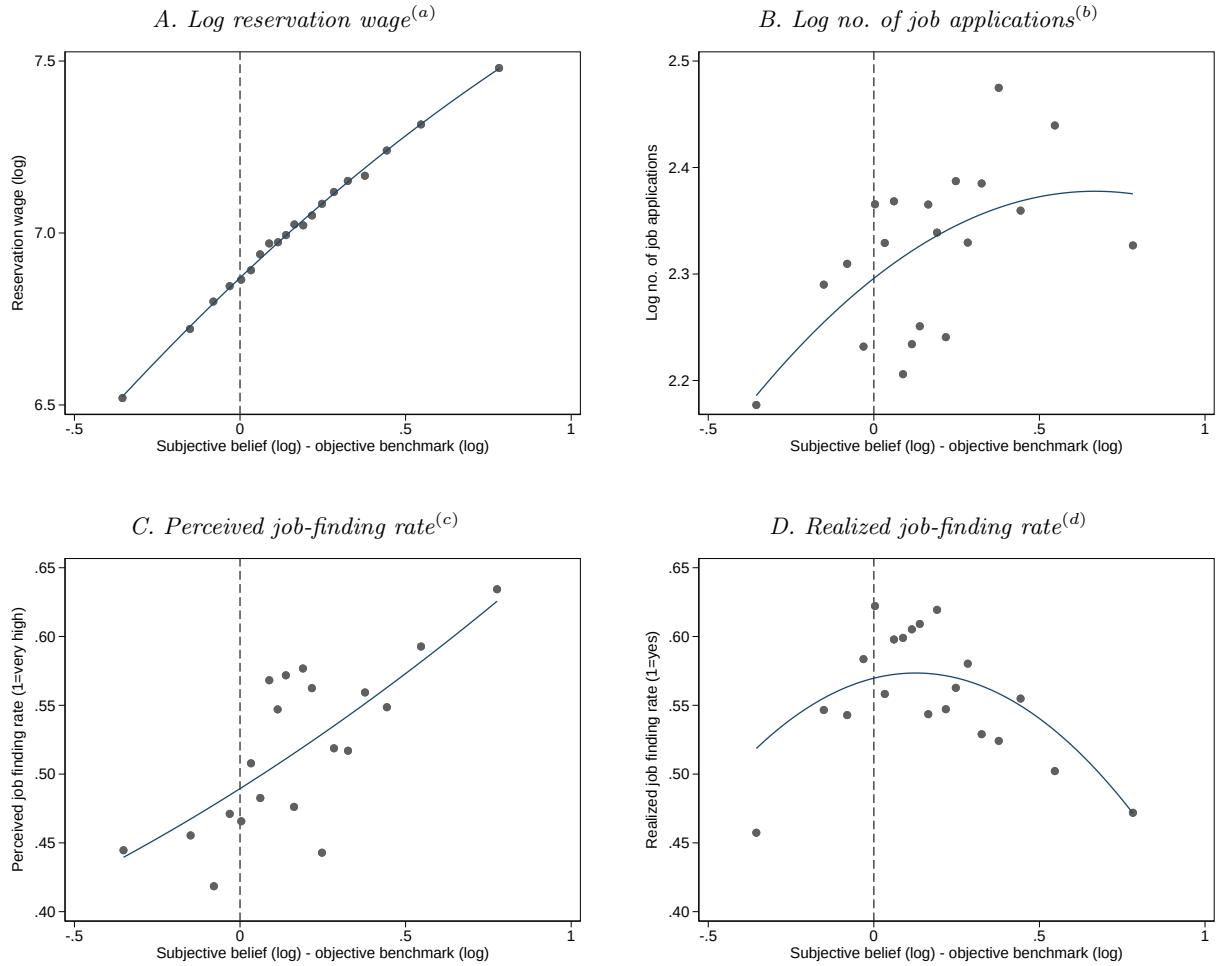 A. Log reservation wage(a)
7.5
7.0
6.5
Reservation wage (log)
-.5 0 .5 1
Subjective belief (log) - objective benchmark (log)
B. Log no. of job applications(b)
2.5
2.4
2.3
2.2
Log no. of job applications
-.5 0 .5 1
Subjective belief (log) - objective benchmark (log)
C. Perceived job-finding rate(c)
.65
.60
.55
.50
.45
.40
Perceived job finding rate (1=very high)
-.5 0 .5 1
Subjective belief (log) - objective benchmark (log)
D. Realized job-finding rate(d)
.65
.60
.55
.50
.45
.40
Realized job finding rate (1=yes)
-.5 0 .5 1
Subjective belief (log) - objective benchmark (log)